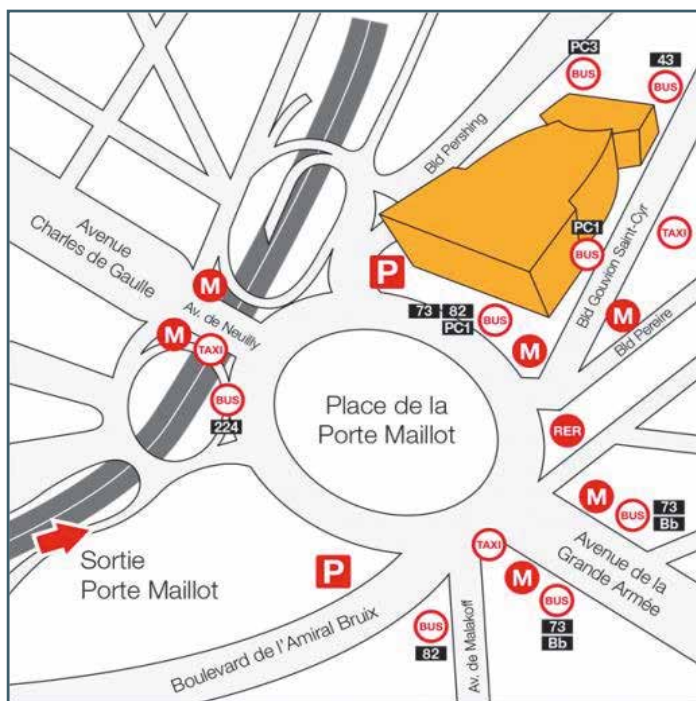 PC3
BUS
43
BUS
Bld Pershing
Avenue
Charles de Gaulle
PC1
BUS
Bld Gouvion Saint-Cyr
TAXI
P
M
Av. de Neuilly
73 82
PC1
BUS
M
M
Bld Pereire
M
TAXI
BUS
224
Place de la
Porte Maillot
RER
M
BUS
73
Bb
Sortie
Porte Maillot
P
TAXI
M
BUS
73
Bb
Avenue de la
Grande Armée
Boulevard de l'Amiral Bruix
BUS
82
Av. de Malakoff